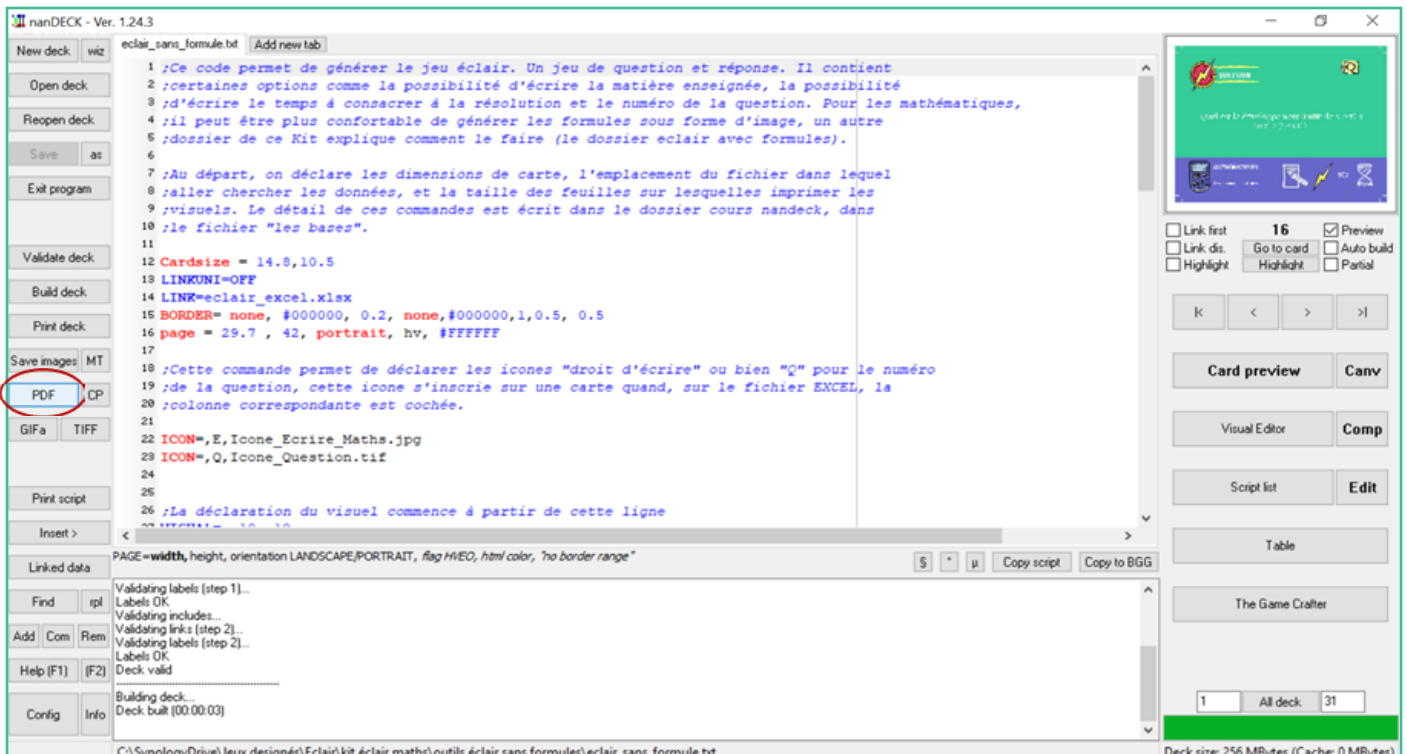 nanDECK - Ver. 1.24.3
New deck wiz
Open deck
Reopen deck
Save as
Exit program
Validate deck
Build deck
Print deck
Save images MT
PDF CP
GIFa TIFF
Print script
Insert >
Linked data
Find rpl
Add Com Rem
Help (F1) (F2)
Config Info
eclair_sans_formule.txt Add new tab
1 ;Ce code permet de générer le jeu éclair. Un jeu de question et réponse. Il contient
2 ;certaines options comme la possibilité d'écrire la matière enseignée, la possibilité
3 ;d'écrire le temps à consacrer à la résolution et le numéro de la question. Pour les mathématiques,
4 ;il peut être plus confortable de générer les formules sous forme d'image, un autre
5 ;dossier de ce Kit explique comment le faire (le dossier eclair avec formules).
6
7 ;Au départ, on déclare les dimensions de carte, l'emplacement du fichier dans lequel
8 ;aller chercher les données, et la taille des feuilles sur lesquelles imprimer les
9 ;visuels. Le détail de ces commandes est écrit dans le dossier cours nandeck, dans
10 ;le fichier "les bases".
11
12 Cardsize = 14.8,10.5
13 LINKUNI=OFF
14 LINK=eclair_excel.xlsx
15 BORDER= none, #000000, 0.2, none,#000000,1,0.5, 0.5
16 page = 29.7 , 42, portrait, hv, #FFFFFF
17
18 ;Cette commande permet de déclarer les icones "droit d'écrire" ou bien "Q" pour le numéro
19 ;de la question, cette icone s'inscrie sur une carte quand, sur le fichier EXCEL, la
20 ;colonne correspondante est cochée.
21
22 ICON=,E,Icone_Ecrire_Maths.jpg
23 ICON=,Q,Icone_Question.tif
24
25
26 ;La déclaration du visuel commence à partir de cette ligne
PAGE=width, height, orientation LANDSCAPE/PORTRAIT, flag HVEO, html color, "no border range"
§ " µ Copy script Copy to BGG
Validating labels (step 1)...
Labels OK
Validating includes...
Validating links (step 2)...
Validating labels (step 2)...
Labels OK
Deck valid
Building deck...
Deck built (00:00:03)
C:\SynologyDrive\Jeux designés\Eclair\kit éclair maths\outils éclair sans formules\eclair_sans_formule.txt
QUESTION
Link first 16 Preview
Link dis. Go to card Auto build
Highlight Highlight Partial
|< < > >|
Card preview Canv
Visual Editor Comp
Script list Edit
Table
The Game Crafter
1 All deck 31
Deck size: 256 MBytes (Cache: 0 MBytes)